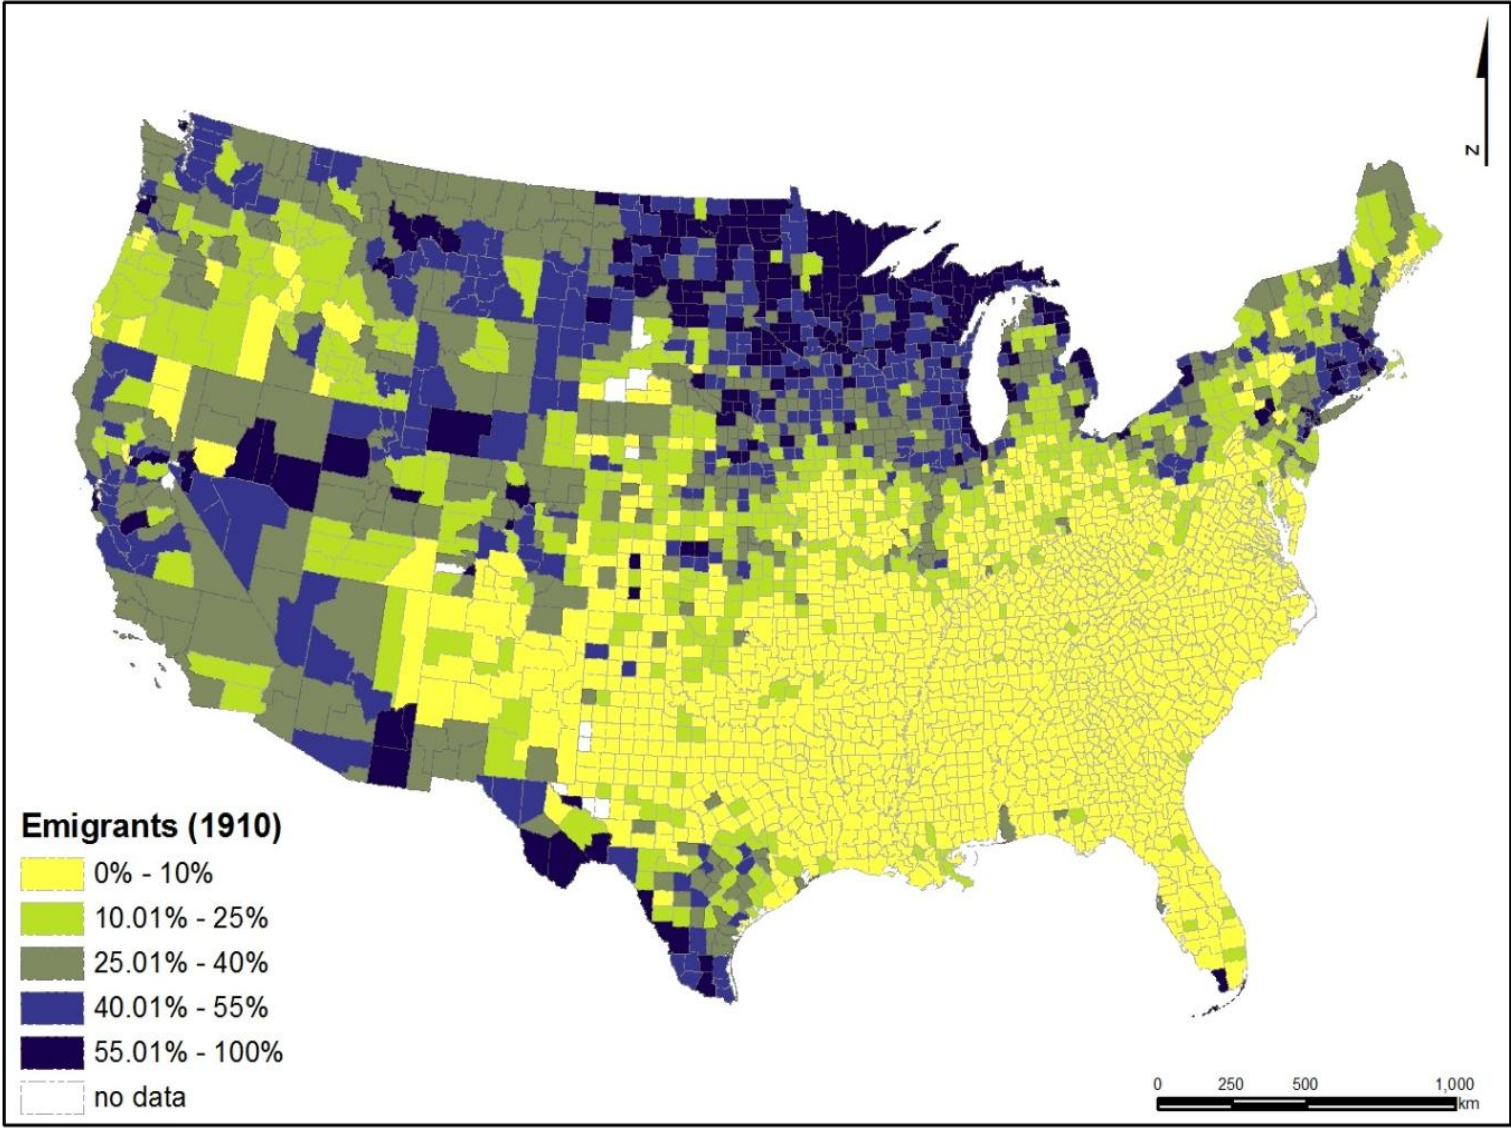 N
Emigrants (1910)
0% - 10%
10.01% - 25%
25.01% - 40%
40.01% - 55%
55.01% - 100%
no data
0 250 500 1,000
km